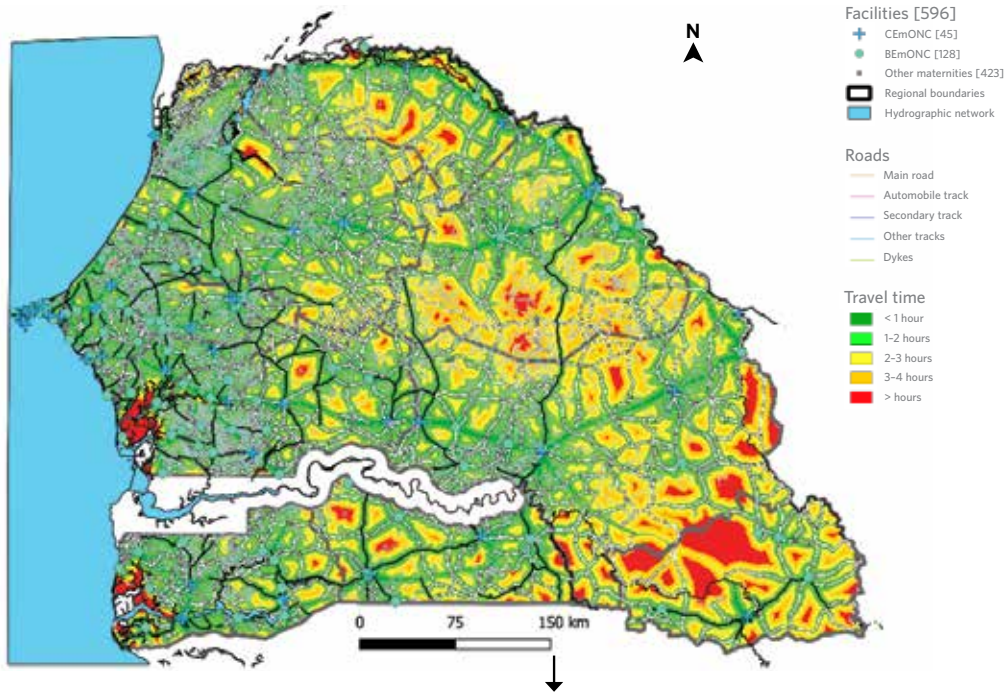 N
Facilities [596]
CEmONC [45]
BEmONC [128]
Other maternities [423]
Regional boundaries
Hydrographic network
Roads
Main road
Automobile track
Secondary track
Other tracks
Dykes
Travel time
< 1 hour
1–2 hours
2–3 hours
3–4 hours
> hours
0 75 150 km